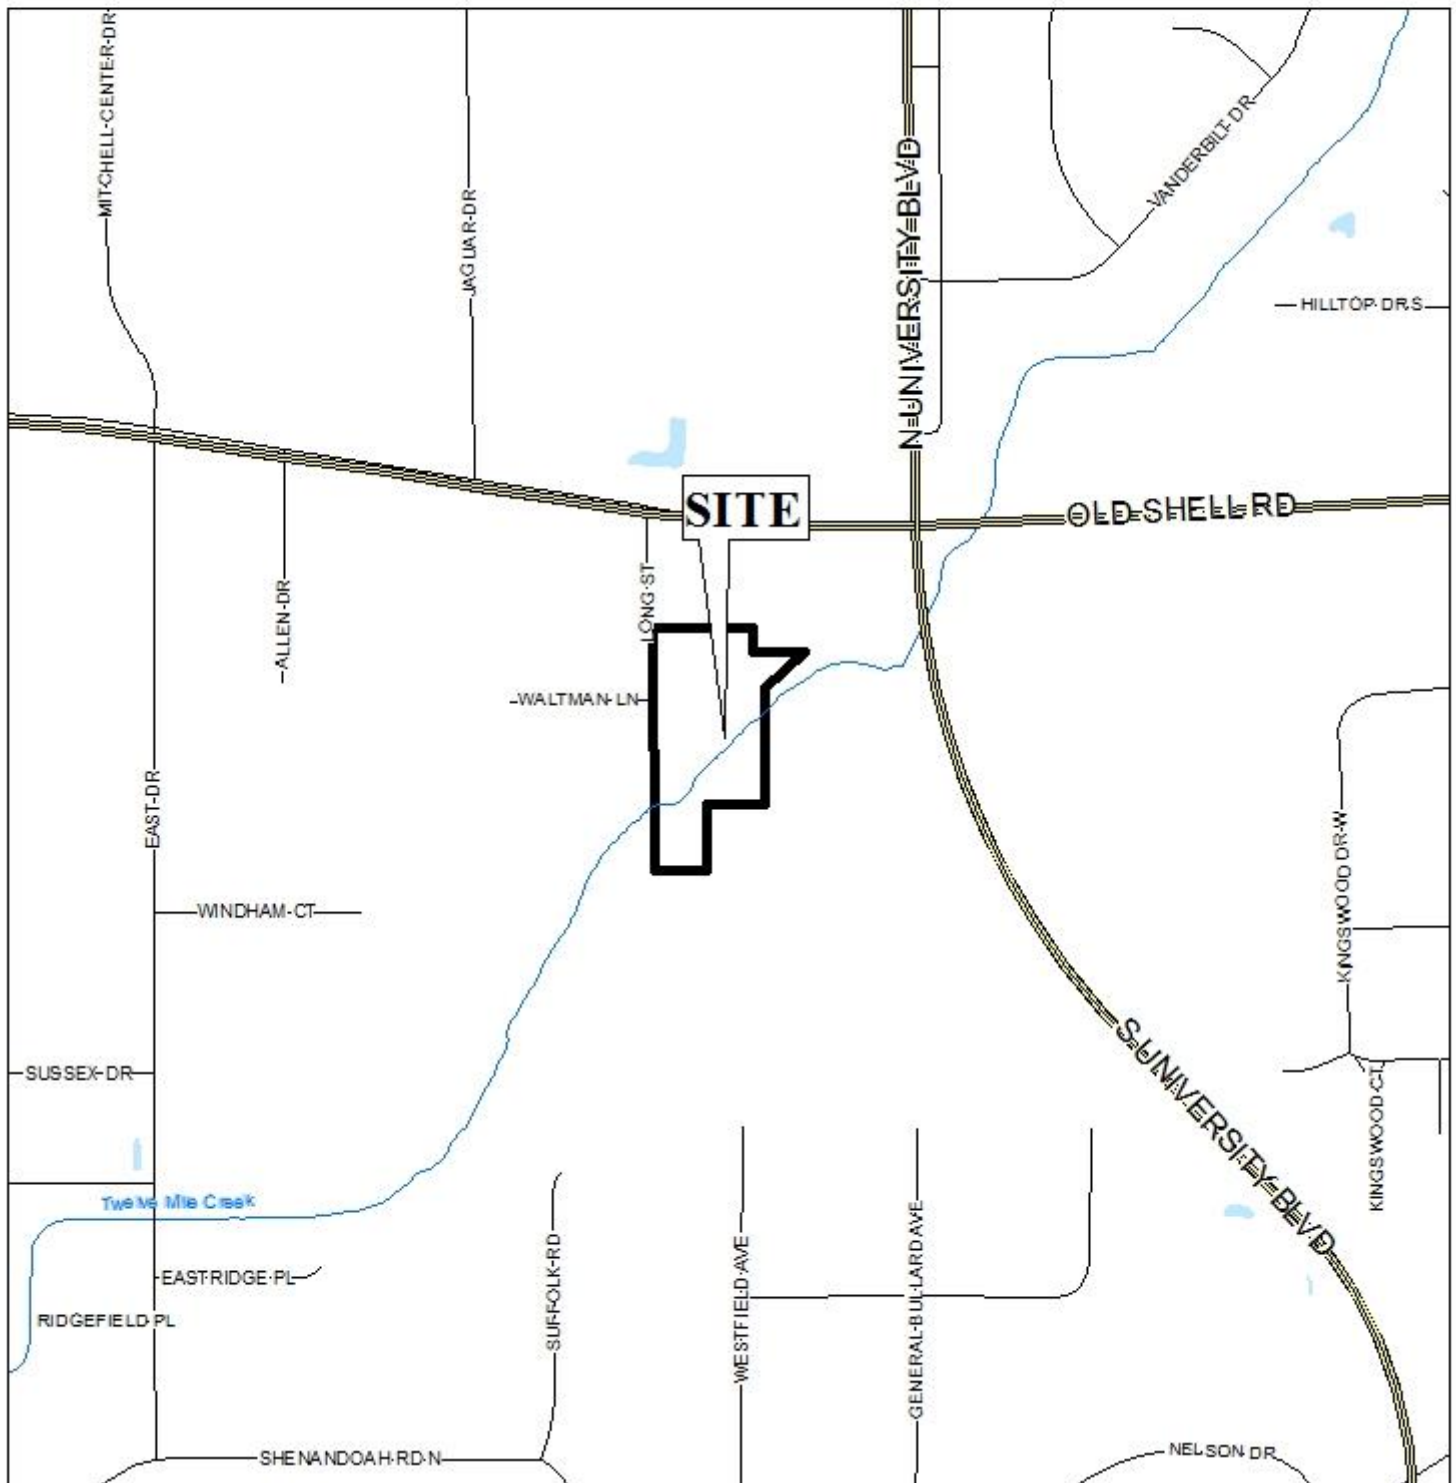 MITCHELL CENTER DR
JAGUAR DR
N UNIVERSITY BLVD
VANDERBILT DR
HILLTOP DR S
SITE
OLD SHELL RD
ALLEN DR
LONG ST
WALTMAN LN
EAST DR
KINGSWOOD DR W
WINDHAM CT
SUSSEX DR
S UNIVERSITY BLVD
KINGSWOOD CT
Twelve Mile Creek
EASTRIDGE PL
RIDGEFIELD PL
SUFFOLK RD
WESTFIELD AVE
GENERAL BULLARD AVE
SHENANDOAH RD N
NELSON DR